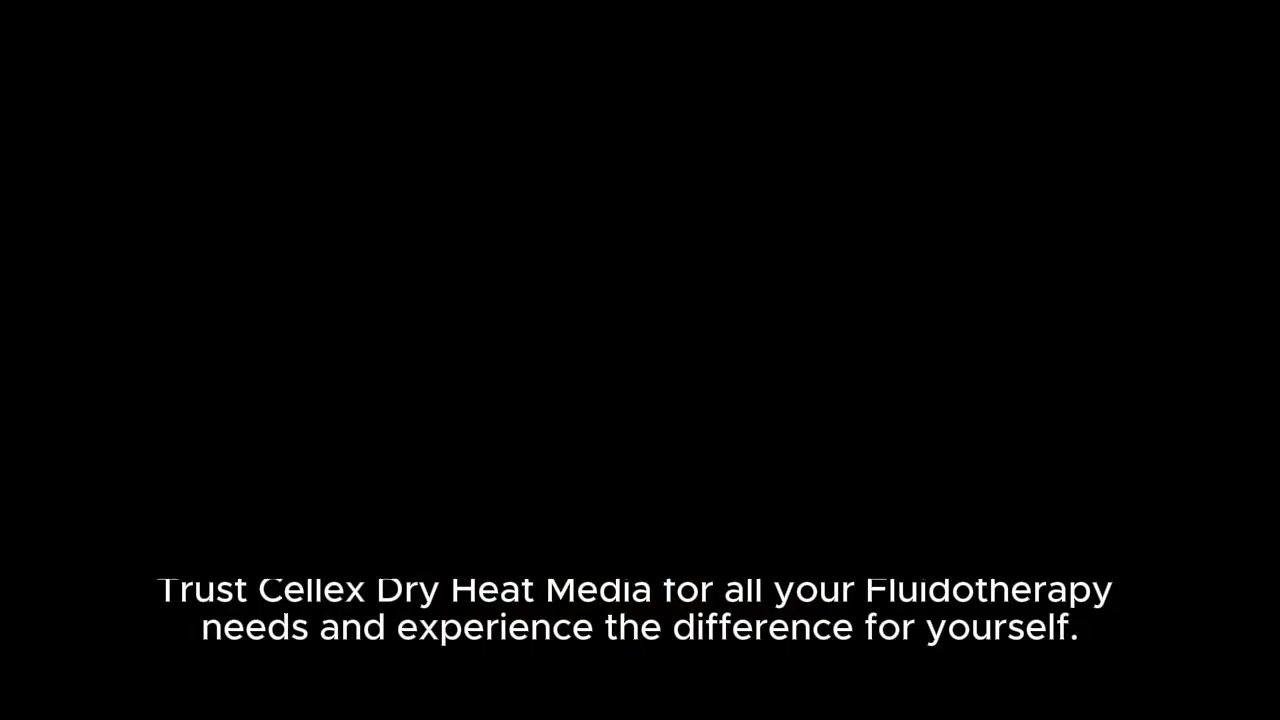 Trust Cellex Dry Heat Media for all your Fluidotherapy
needs and experience the difference for yourself.